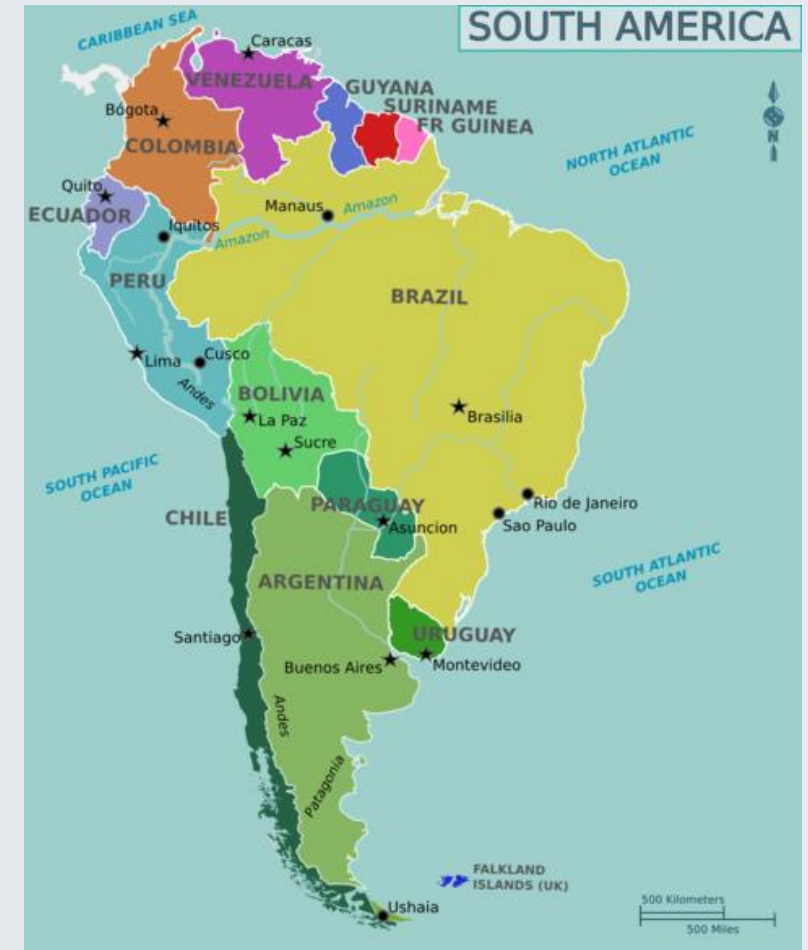 SOUTH AMERICA
CARIBBEAN SEA
Caracas
VENEZUELA
GUYANA
SURINAME
FR GUINEA
Bógota
COLOMBIA
NORTH ATLANTIC
OCEAN
N
Quito
ECUADOR
Manaus
Amazon
Iquitos
Amazon
PERU
BRAZIL
Lima
Cusco
Andes
BOLIVIA
La Paz
Sucre
Brasilia
SOUTH PACIFIC
OCEAN
CHILE
PARAGUAY
Asuncion
Rio de Janeiro
Sao Paulo
SOUTH ATLANTIC
OCEAN
ARGENTINA
Santiago
URUGUAY
Buenos Aires
Montevideo
Andes
Patagonia
FALKLAND
ISLANDS (UK)
Ushaia
500 Kilometers
500 Miles